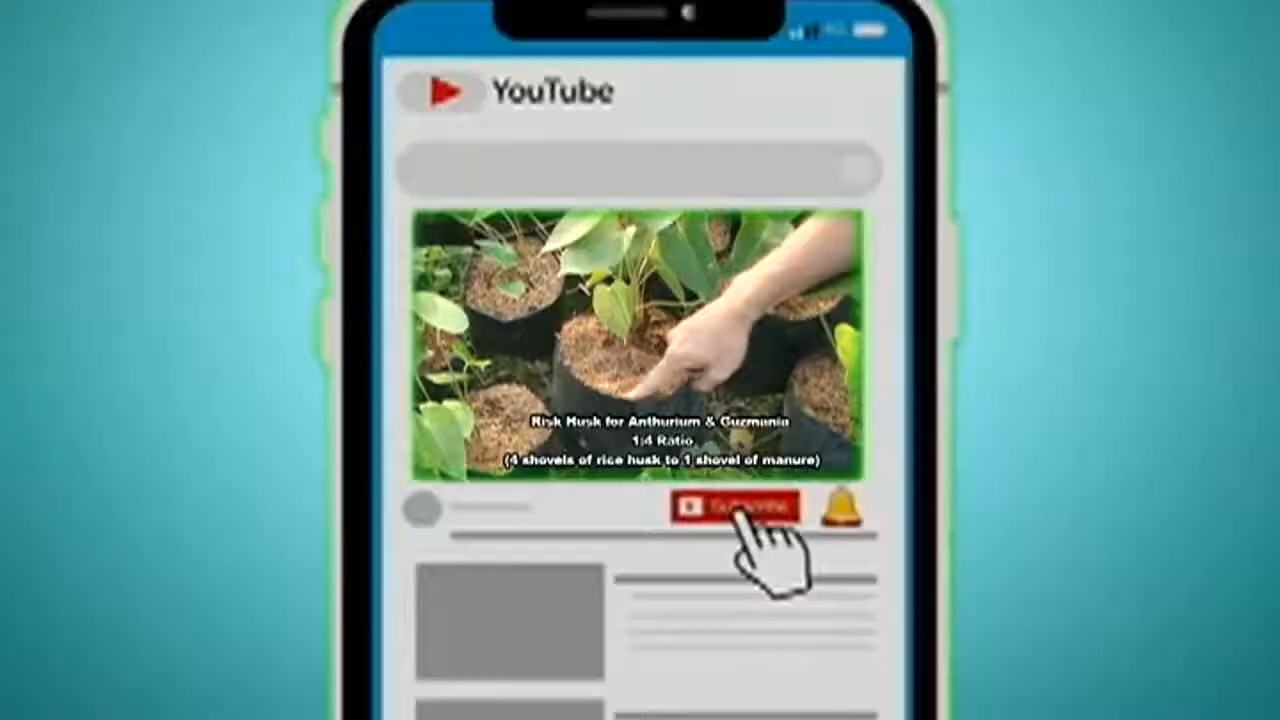 YouTube
Risk Husk for Anthurium & Guzmania
1:4 Ratio
(4 shovels of rice husk to 1 shovel of manure)
Subscribe